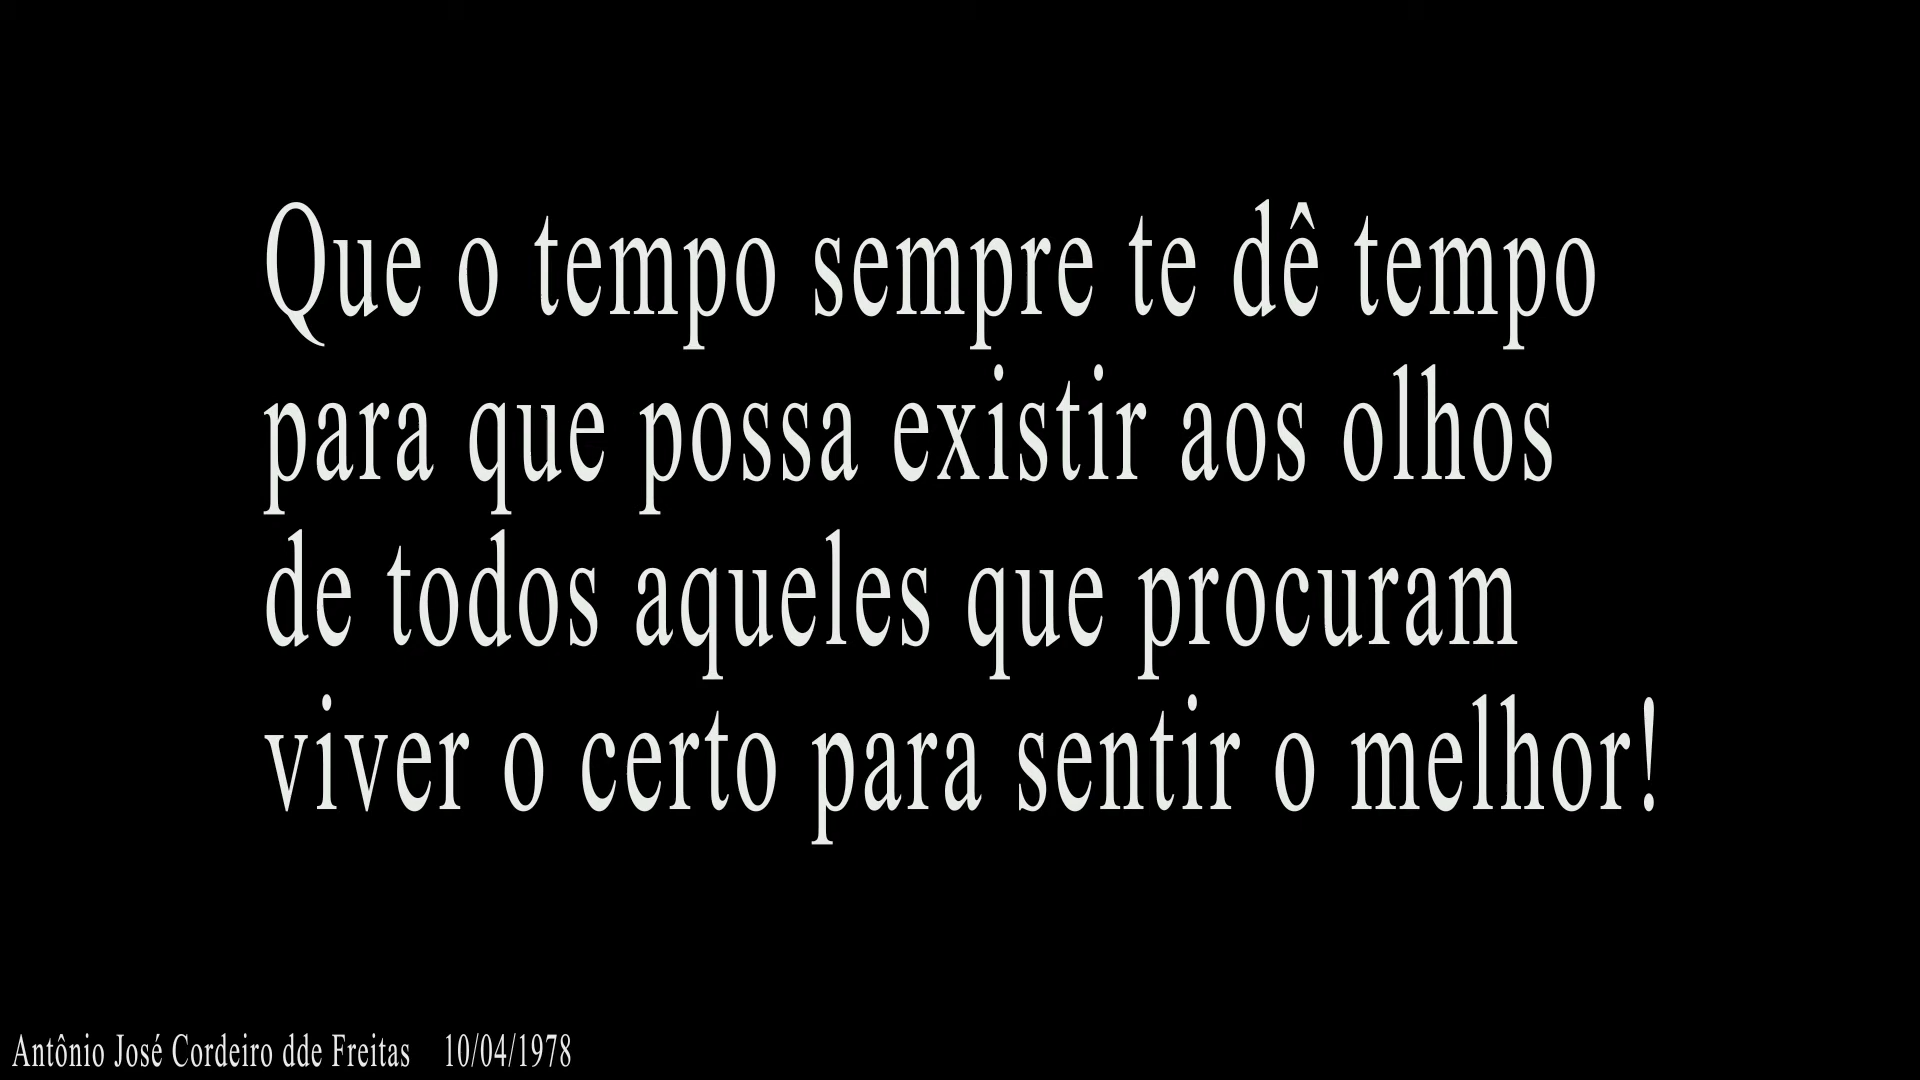 Que o tempo sempre te dê tempo
para que possa existir aos olhos
de todos aqueles que procuram
viver o certo para sentir o melhor!
Antônio José Cordeiro dde Freitas 10/04/1978